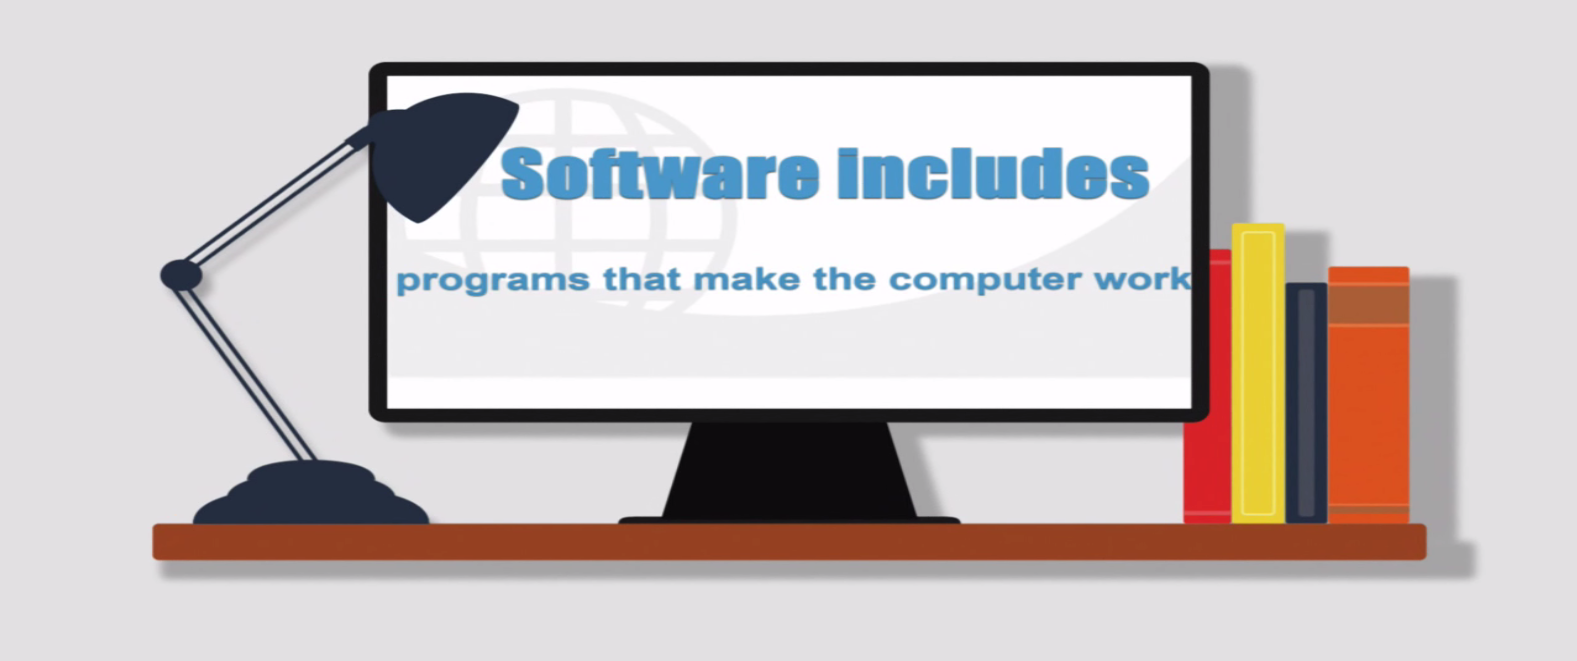 Software includes
programs that make the computer work